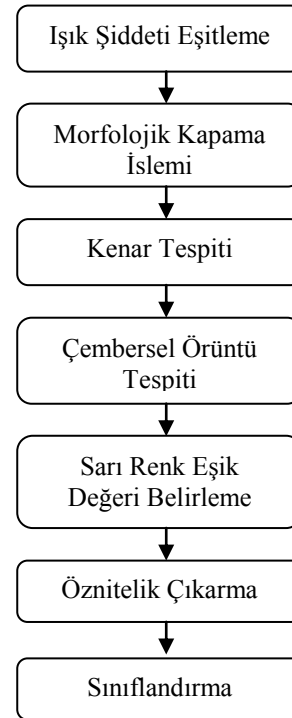 Işık Şiddeti Eşitleme
Morfolojik Kapama
İslemi
Kenar Tespiti
Çembersel Örüntü
Tespiti
Sarı Renk Eşik
Değeri Belirleme
Öznitelik Çıkarma
Sınıflandırma